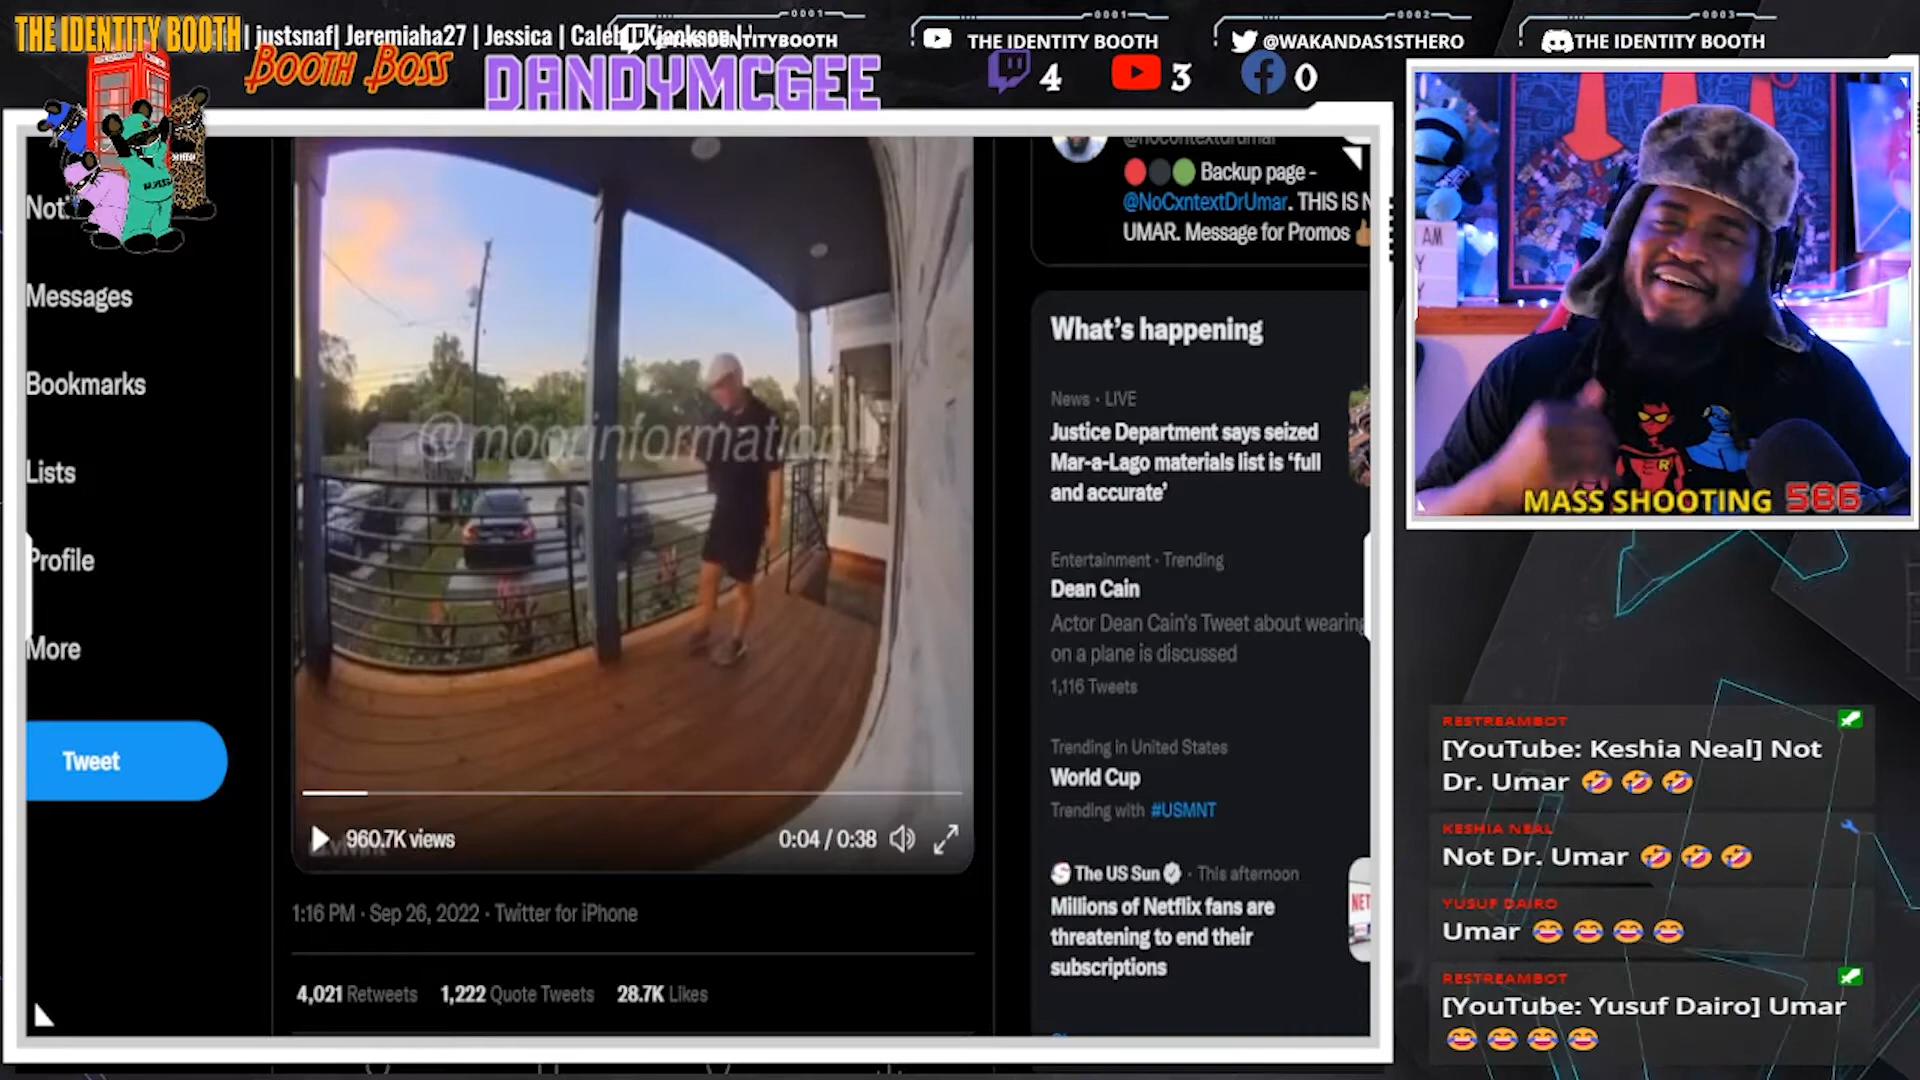 THE IDENTITY BOOTH
| justsnaf| Jeremiaha27 | Jessica |
Booth Boss
DANDYMCGEE
0001
THE IDENTITY BOOTH
0001
@WAKANDAS1STHERO
0002
THE IDENTITY BOOTH
0003
4
3
0
Messages
Bookmarks
Lists
Profile
More
Tweet
@moorinformation
960.7K views
0:04 / 0:38
1:16 PM · Sep 26, 2022 · Twitter for iPhone
4,021 Retweets 1,222 Quote Tweets 28.7K Likes
@nocontextdrumar
Backup page -
@NoCxntextDrUmar. THIS IS
UMAR. Message for Promos
What's happening
News · LIVE
Justice Department says seized
Mar-a-Lago materials list is ‘full
and accurate’
Entertainment · Trending
Dean Cain
Actor Dean Cain's Tweet about wearing
on a plane is discussed
1,116 Tweets
Trending in United States
World Cup
Trending with #USMNT
The US Sun · This afternoon
Millions of Netflix fans are
threatening to end their
subscriptions
NET
AM
MASS SHOOTING 586
RESTREAMBOT
[YouTube: Keshia Neal] Not
Dr. Umar 🤣 🤣 🤣
KESHIA NEAL
Not Dr. Umar 🤣 🤣 🤣
YUSUF DAIRO
Umar 😂 😂 😂 😂
RESTREAMBOT
[YouTube: Yusuf Dairo] Umar
😂 😂 😂 😂